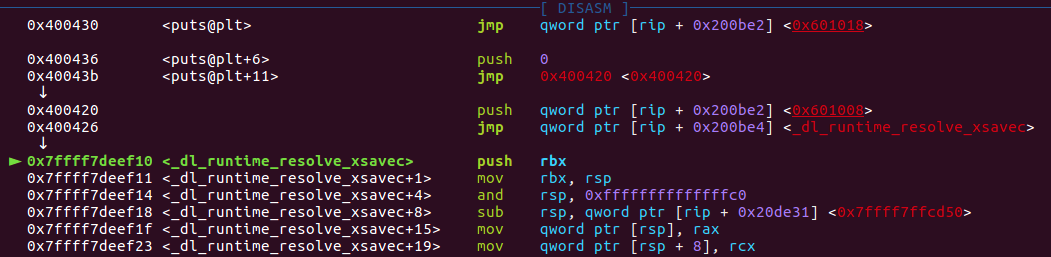 [ DISASM ]
0x400430 <puts@plt> jmp qword ptr [rip + 0x200be2] <0x601018>
0x400436 <puts@plt+6> push 0
0x40043b <puts@plt+11> jmp 0x400420 <0x400420>
↓
0x400420 push qword ptr [rip + 0x200be2] <0x601008>
0x400426 jmp qword ptr [rip + 0x200be4] <_dl_runtime_resolve_xsavec>
↓
► 0x7ffff7deef10 <_dl_runtime_resolve_xsavec> push rbx
0x7ffff7deef11 <_dl_runtime_resolve_xsavec+1> mov rbx, rsp
0x7ffff7deef14 <_dl_runtime_resolve_xsavec+4> and rsp, 0xffffffffffffffc0
0x7ffff7deef18 <_dl_runtime_resolve_xsavec+8> sub rsp, qword ptr [rip + 0x20de31] <0x7ffff7ffcd50>
0x7ffff7deef1f <_dl_runtime_resolve_xsavec+15> mov qword ptr [rsp], rax
0x7ffff7deef23 <_dl_runtime_resolve_xsavec+19> mov qword ptr [rsp + 8], rcx